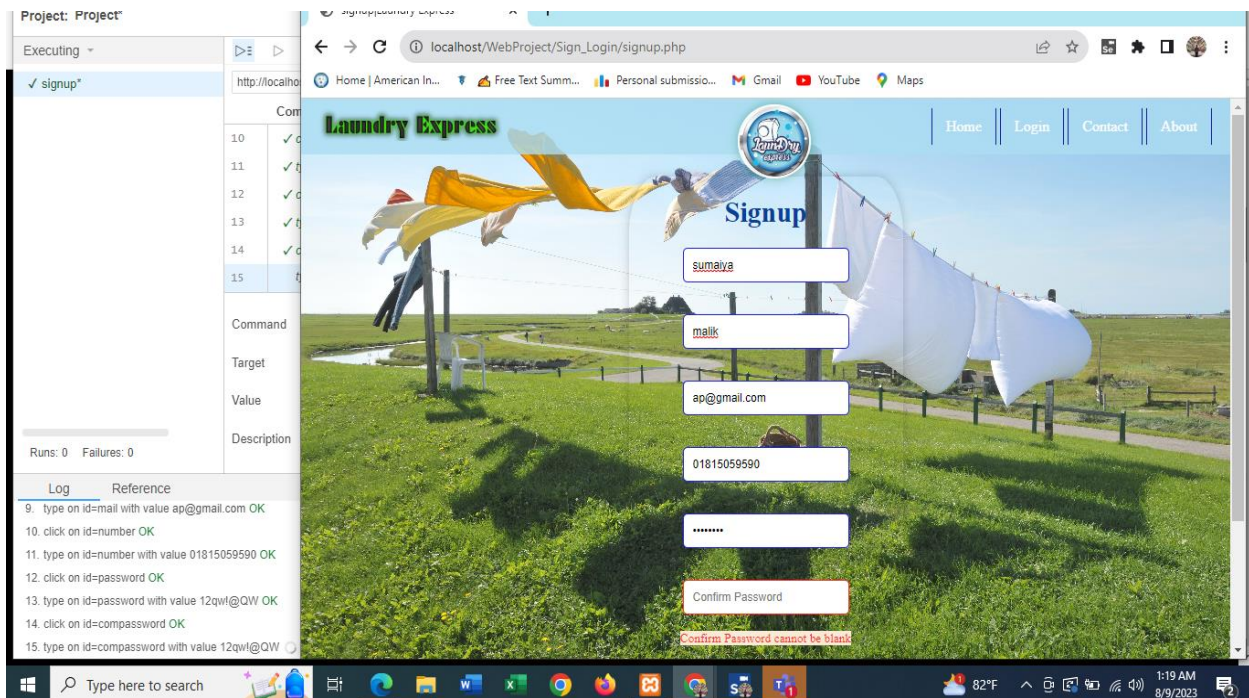 Project: Project*
signup|Laundry Express
Executing
localhost/WebProject/Sign_Login/signup.php
✓ signup*
http://localho
Home | American In...
Free Text Summ...
Personal submissio...
Gmail
YouTube
Maps
Com
Laundry Express
LaunDry
express
Home
Login
Contact
About
10
11
12
13
14
15
Signup
sumaiya
malik
ap@gmail.com
01815059590
••••••••
Confirm Password
Confirm Password cannot be blank
Command
Target
Value
Description
Runs: 0 Failures: 0
Log Reference
9. type on id=mail with value ap@gmail.com OK
10. click on id=number OK
11. type on id=number with value 01815059590 OK
12. click on id=password OK
13. type on id=password with value 12qw!@QW OK
14. click on id=compassword OK
15. type on id=compassword with value 12qw!@QW
Type here to search
82°F
1:19 AM
8/9/2023